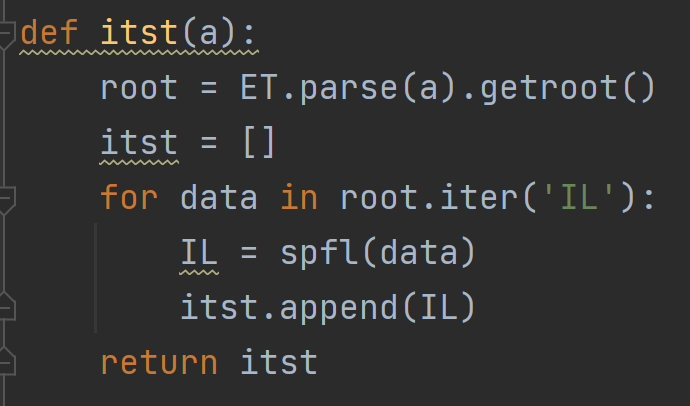 def itst(a):
    root = ET.parse(a).getroot()
    itst = []
    for data in root.iter('IL'):
        IL = spfl(data)
        itst.append(IL)
    return itst